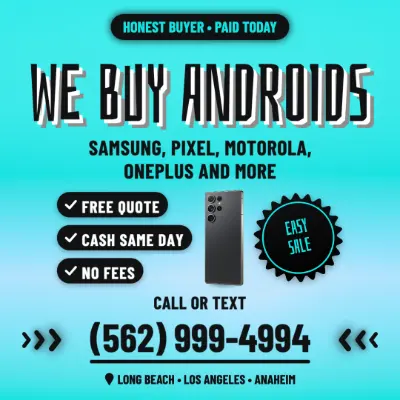 HONEST BUYER • PAID TODAY
WE BUY ANDROIDS
SAMSUNG, PIXEL, MOTOROLA,
ONEPLUS AND MORE
FREE QUOTE
CASH SAME DAY
NO FEES
EASY
SALE
CALL OR TEXT
(562) 999-4994
LONG BEACH • LOS ANGELES • ANAHEIM